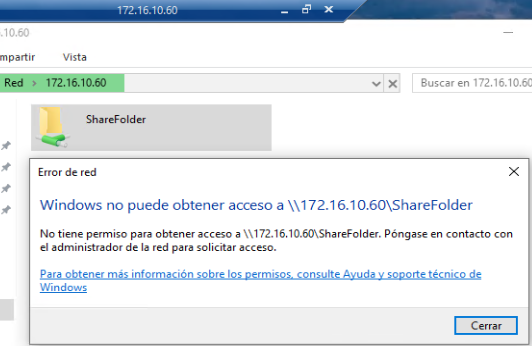 172.16.10.60
.10.60
mpartir Vista
Red > 172.16.10.60 Buscar en 172.16.10.60
ShareFolder
Error de red
Windows no puede obtener acceso a \\172.16.10.60\ShareFolder
No tiene permiso para obtener acceso a \\172.16.10.60\ShareFolder. Póngase en contacto con
el administrador de la red para solicitar acceso.
Para obtener más información sobre los permisos, consulte Ayuda y soporte técnico de
Windows
Cerrar